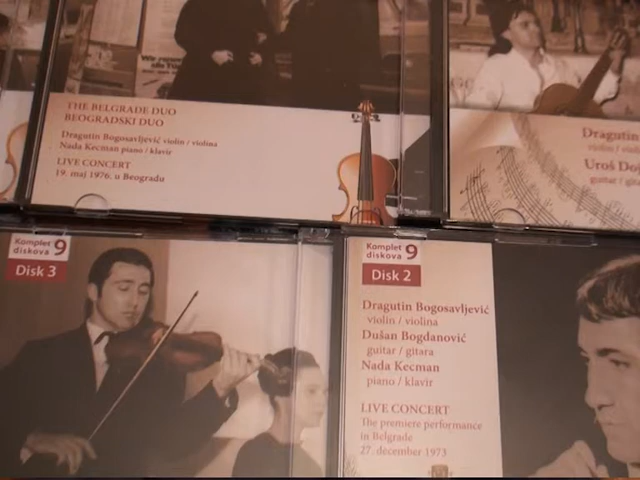 THE BELGRADE DUO
BEOGRADSKI DUO
Dragutin Bogosavljević violin / violina
Nada Kecman piano / klavir
LIVE CONCERT
19. maj 1976. u Beogradu
Dragutin
violin / viol
Uroš Doj
guitar / gita
Komplet 9
diskova
Disk 3
Komplet 9
diskova
Disk 2
Dragutin Bogosavljević
violin / violina
Dušan Bogdanović
guitar / gitara
Nada Kecman
piano / klavir
LIVE CONCERT
The premiere performance
in Belgrade
27. december 1973